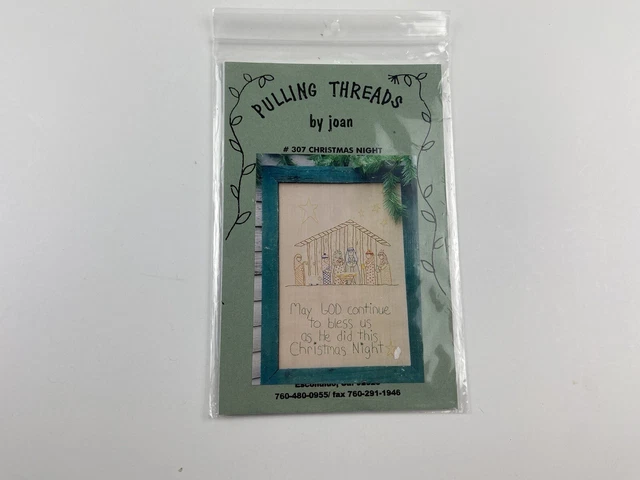 PULLING THREADS
by joan
# 307 CHRISTMAS NIGHT
May GOD continue
to bless us
as He did this
Christmas Night
760-480-0955/ fax 760-291-1946